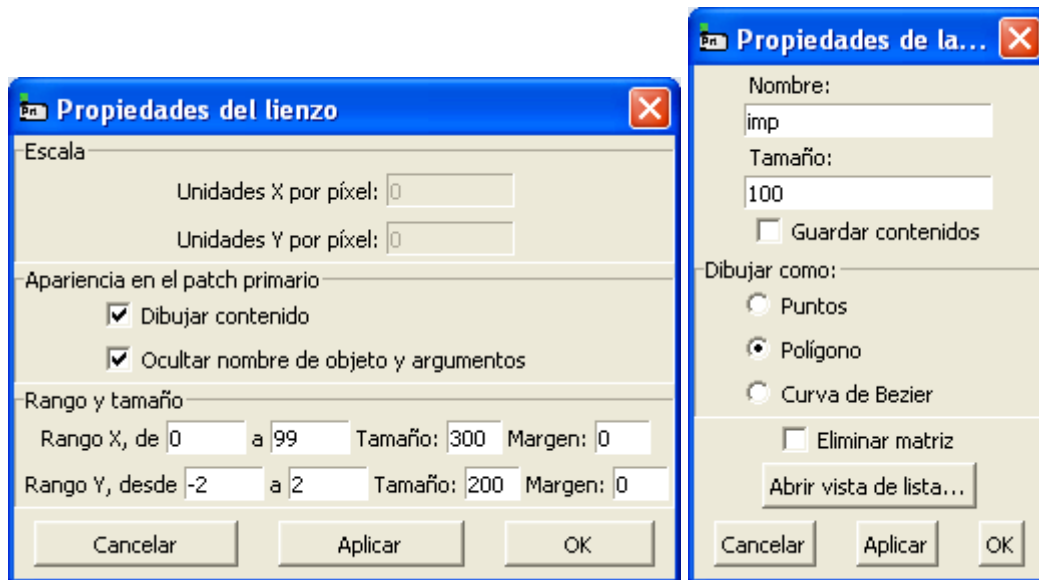 Propiedades del lienzo
Escala
Unidades X por píxel: 0
Unidades Y por píxel: 0
Apariencia en el patch primario
Dibujar contenido
Ocultar nombre de objeto y argumentos
Rango y tamaño
Rango X, de 0 a 99 Tamaño: 300 Margen: 0
Rango Y, desde -2 a 2 Tamaño: 200 Margen: 0
Cancelar Aplicar OK
Propiedades de la...
Nombre:
imp
Tamaño:
100
Guardar contenidos
Dibujar como:
Puntos
Polígono
Curva de Bezier
Eliminar matriz
Abrir vista de lista...
Cancelar Aplicar OK